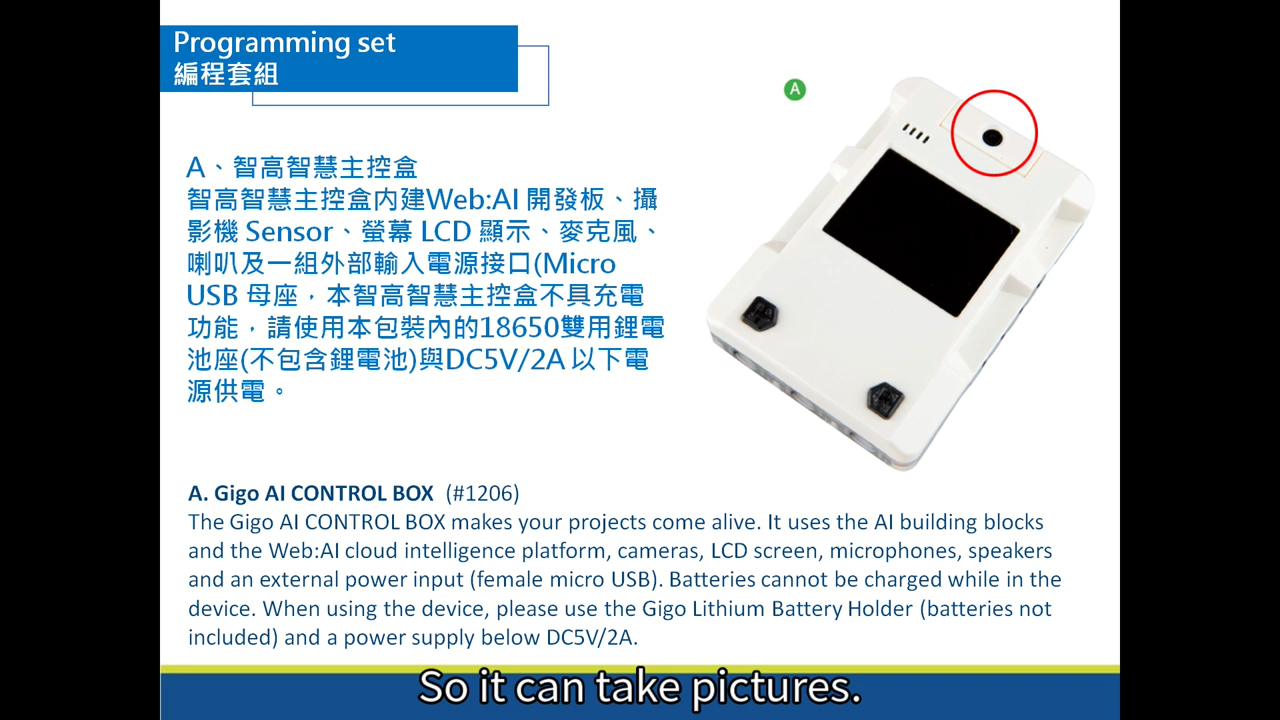 Programming set
編程套組
A
A、智高智慧主控盒
智高智慧主控盒內建Web:AI 開發板、攝
影機 Sensor、螢幕 LCD 顯示、麥克風、
喇叭及一組外部輸入電源接口(Micro
USB 母座，本智高智慧主控盒不具充電
功能，請使用本包裝內的18650雙用鋰電
池座(不包含鋰電池)與DC5V/2A 以下電
源供電。
A. Gigo AI CONTROL BOX (#1206)
The Gigo AI CONTROL BOX makes your projects come alive. It uses the AI building blocks
and the Web:AI cloud intelligence platform, cameras, LCD screen, microphones, speakers
and an external power input (female micro USB). Batteries cannot be charged while in the
device. When using the device, please use the Gigo Lithium Battery Holder (batteries not
included) and a power supply below DC5V/2A.
So it can take pictures.